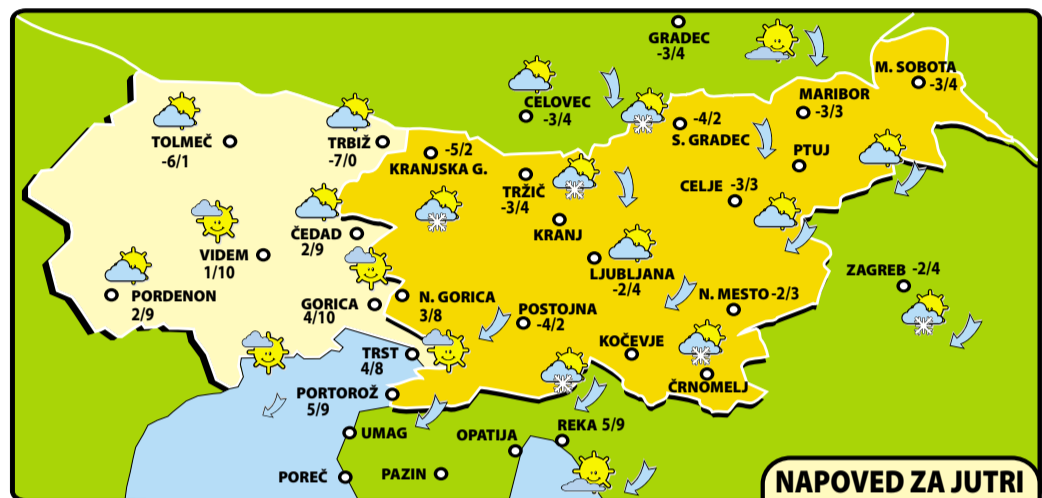 GRADEC
-3/4
M. SOBOTA
-3/4
CELOVEC
-3/4
MARIBOR
-3/3
-4/2
S. GRADEC
TOLMEČ
-6/1
TRBIŽ
-7/0
-5/2
KRANJSKA G.
PTUJ
TRŽIČ
-3/4
CELJE -3/3
KRANJ
ČEDAD
2/9
VIDEM
1/10
LJUBLJANA
-2/4
ZAGREB -2/4
PORDENON
2/9
GORICA
4/10
N. GORICA
3/8
POSTOJNA
-4/2
N. MESTO -2/3
KOČEVJE
TRST
4/8
ČRNOMELJ
PORTOROŽ
5/9
UMAG
OPATIJA
REKA 5/9
POREČ
PAZIN
NAPOVED ZA JUTRI